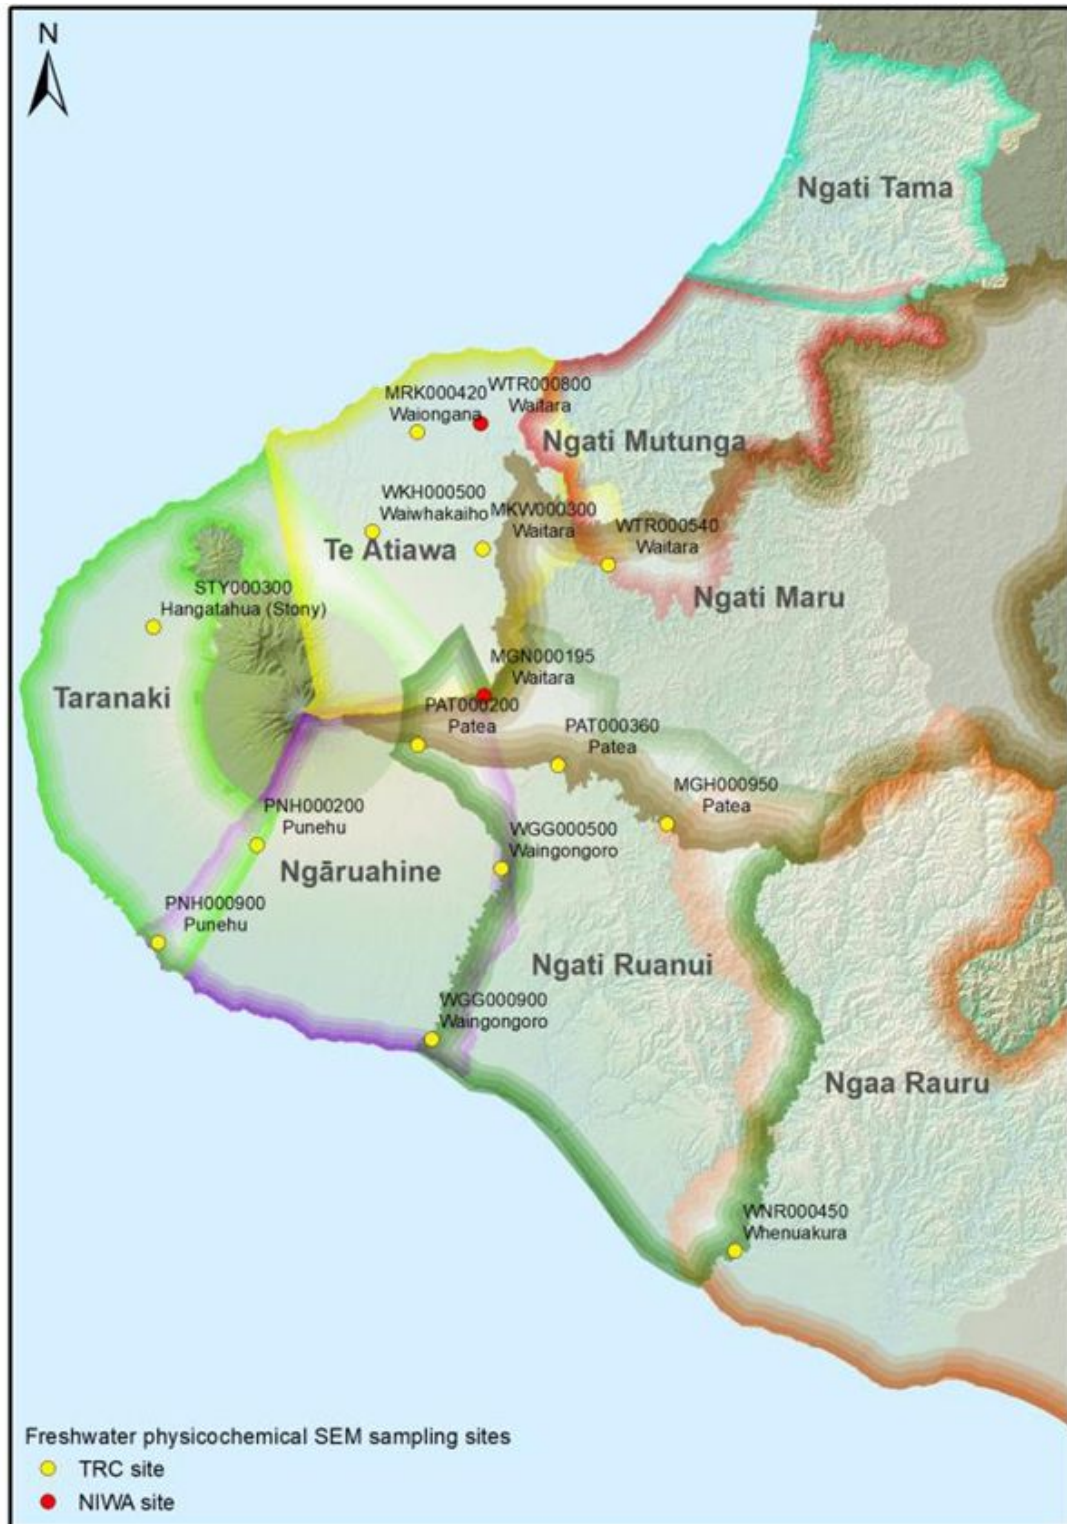 N
Ngati Tama
MRK000420
Waiongana
WTR000800
Waitara
Ngati Mutunga
WKH000500
Waiwhakaiho
MKW000300
Waitara
WTR000540
Waitara
Te Atiawa
STY000300
Hangatahua (Stony)
Ngati Maru
MGN000195
Waitara
Taranaki
PAT000200
Patea
PAT000360
Patea
MGH000950
Patea
PNH000200
Punehu
WGG000500
Waingongoro
Ngāruahine
PNH000900
Punehu
Ngati Ruanui
WGG000900
Waingongoro
Ngaa Rauru
WNR000450
Whenuakura
Freshwater physicochemical SEM sampling sites
TRC site
NIWA site